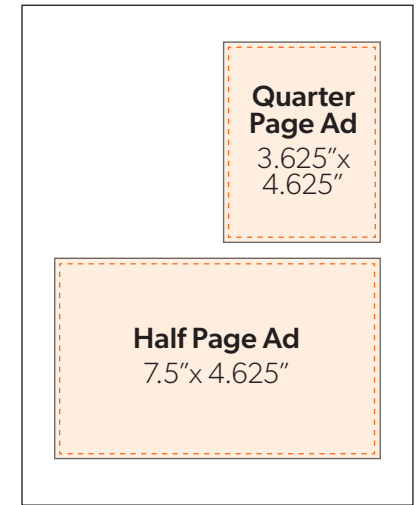 Quarter
Page Ad
3.625”x
4.625”
Half Page Ad
7.5”x 4.625”